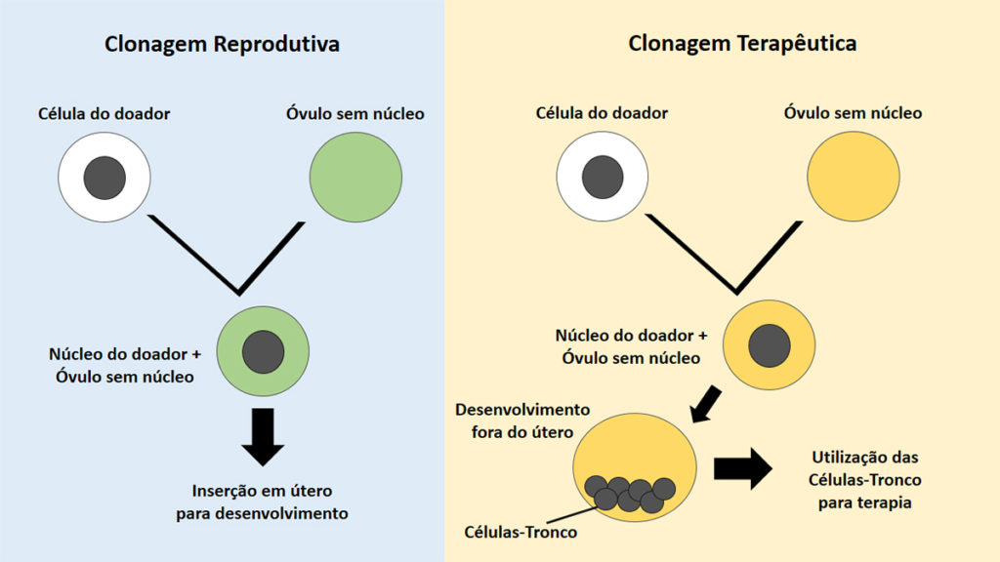 Clonagem Reprodutiva
Célula do doador
Óvulo sem núcleo
Núcleo do doador +
Óvulo sem núcleo
Inserção em útero
para desenvolvimento
Clonagem Terapêutica
Célula do doador
Óvulo sem núcleo
Núcleo do doador +
Óvulo sem núcleo
Desenvolvimento
fora do útero
Células-Tronco
Utilização das
Células-Tronco
para terapia